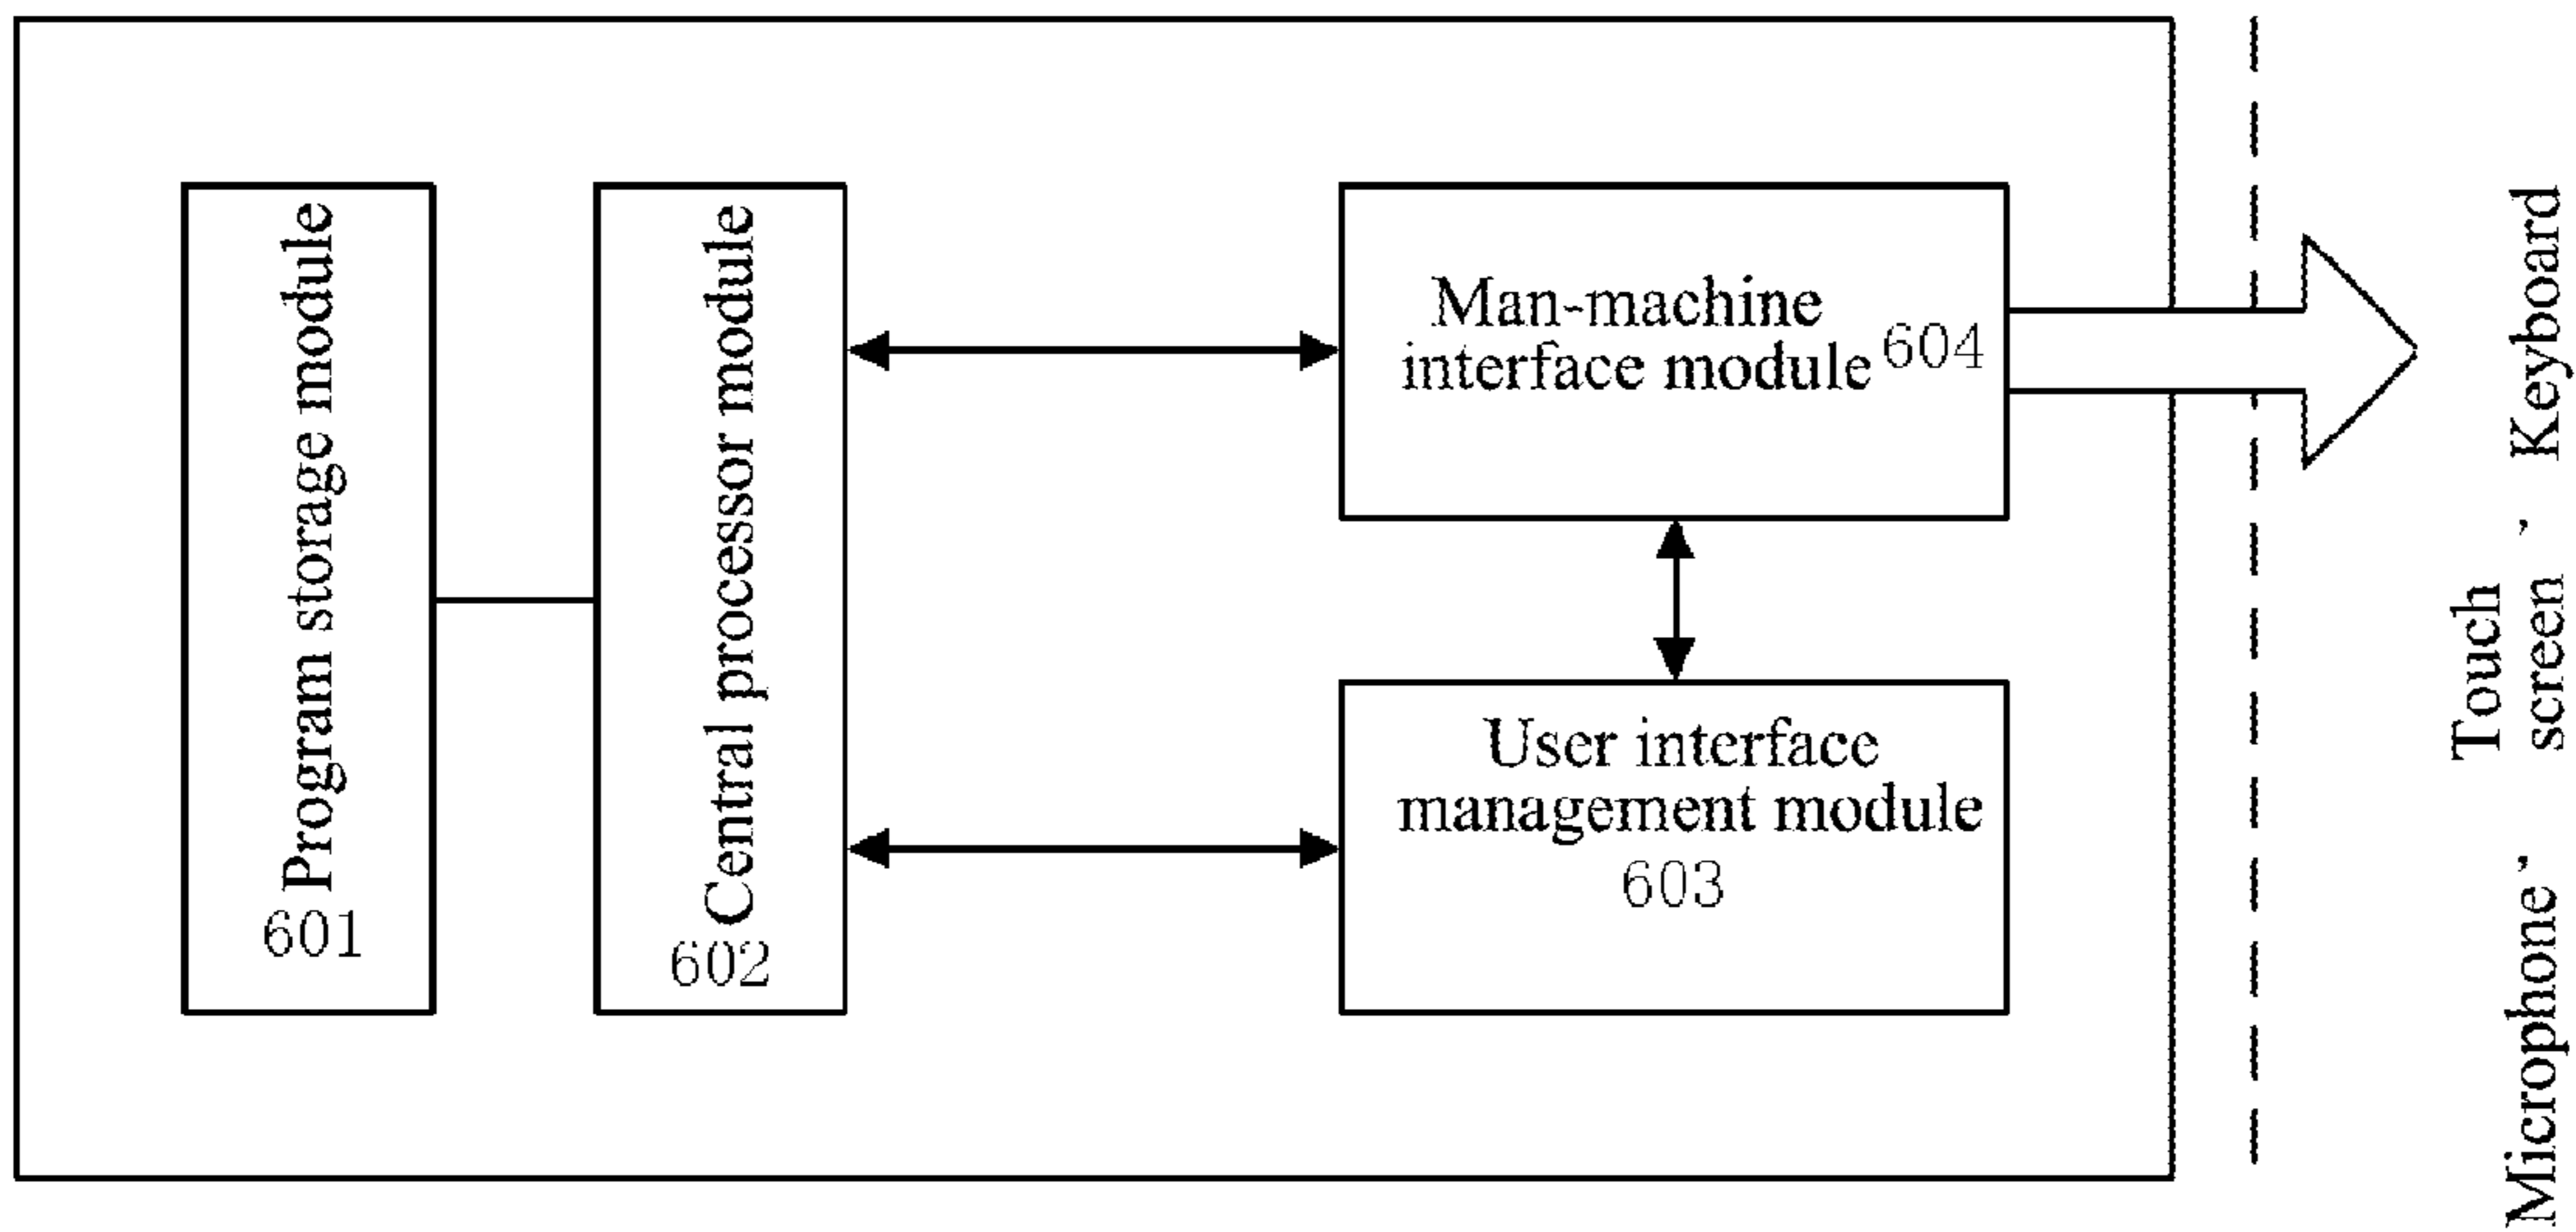 Program storage module
601
Central processor module
602
Man-machine
interface module 604
User interface
management module
603
Microphone,
Touch
screen,
Keyboard